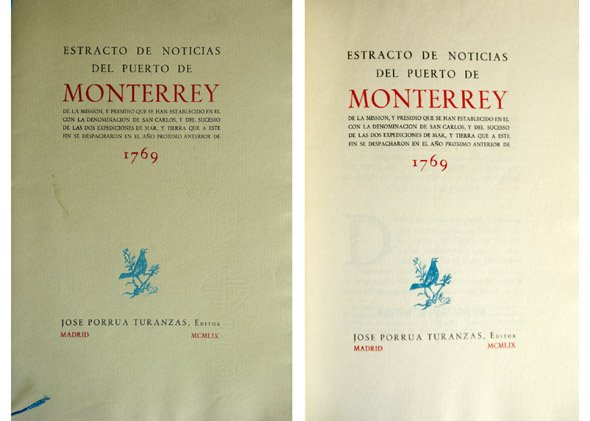 ESTRACTO DE NOTICIAS
DEL PUERTO DE
MONTERREY
DE LA MISSION, Y PRESIDIO QUE SE HAN ESTABLECIDO EN EL
CON LA DENOMINACION DE SAN CARLOS, Y DEL SUCESSO
DE LAS DOS EXPEDICIONES DE MAR, Y TIERRA QUE A ESTE
FIN SE DESPACHARON EN EL AÑO PROXIMO ANTERIOR DE
1769
JOSE PORRUA TURANZAS, Editor
MADRID MCMLIX
ESTRACTO DE NOTICIAS
DEL PUERTO DE
MONTERREY
DE LA MISSION, Y PRESIDIO QUE SE HAN ESTABLECIDO EN EL
CON LA DENOMINACION DE SAN CARLOS, Y DEL SUCESSO
DE LAS DOS EXPEDICIONES DE MAR, Y TIERRA QUE A ESTE
FIN SE DESPACHARON EN EL AÑO PROXIMO ANTERIOR DE
1769
JOSE PORRUA TURANZAS, Editor
MADRID MCMLIX